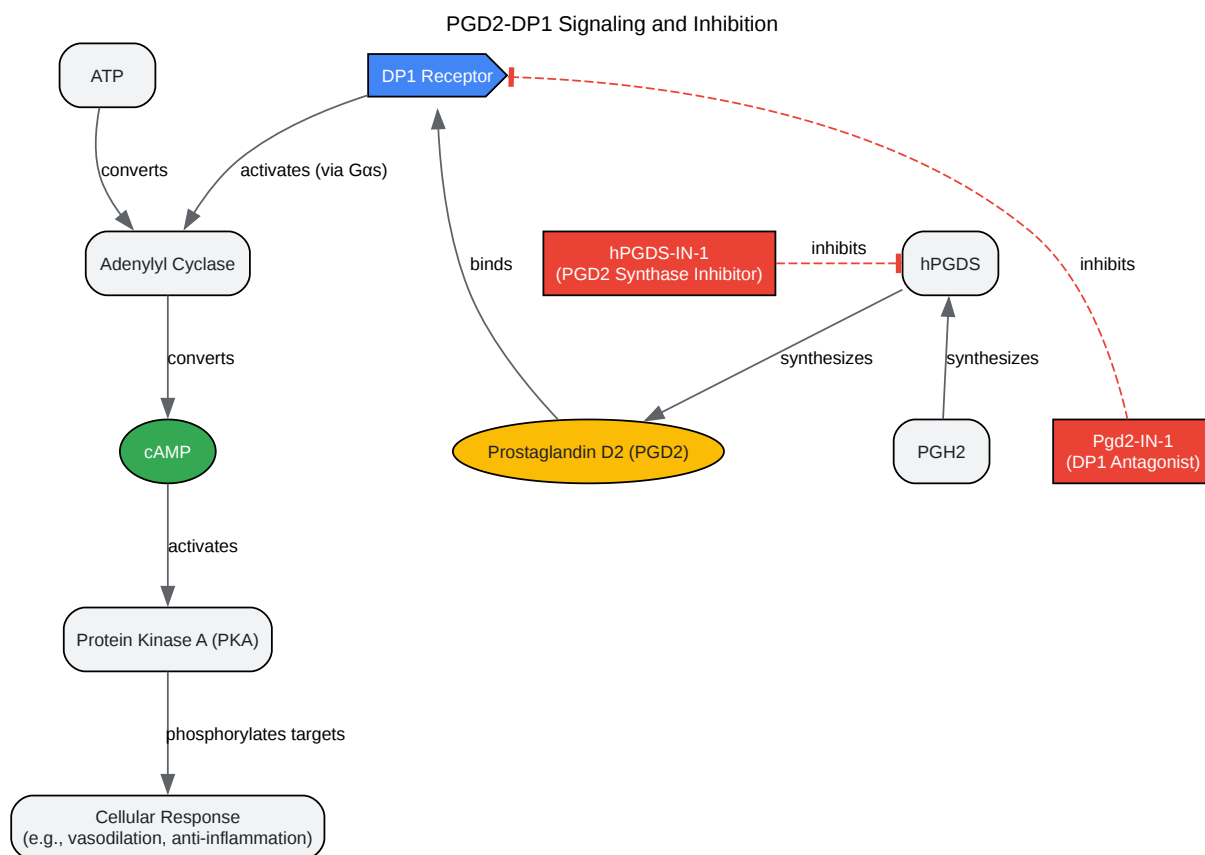 PGD2-DP1 Signaling and Inhibition
ATP
DP1 Receptor
converts
activates (via Gαs)
Adenylyl Cyclase
binds
hPGDS-IN-1
(PGD2 Synthase Inhibitor)
inhibits
hPGDS
inhibits
converts
synthesizes
synthesizes
cAMP
Prostaglandin D2 (PGD2)
PGH2
Pgd2-IN-1
(DP1 Antagonist)
activates
Protein Kinase A (PKA)
phosphorylates targets
Cellular Response
(e.g., vasodilation, anti-inflammation)